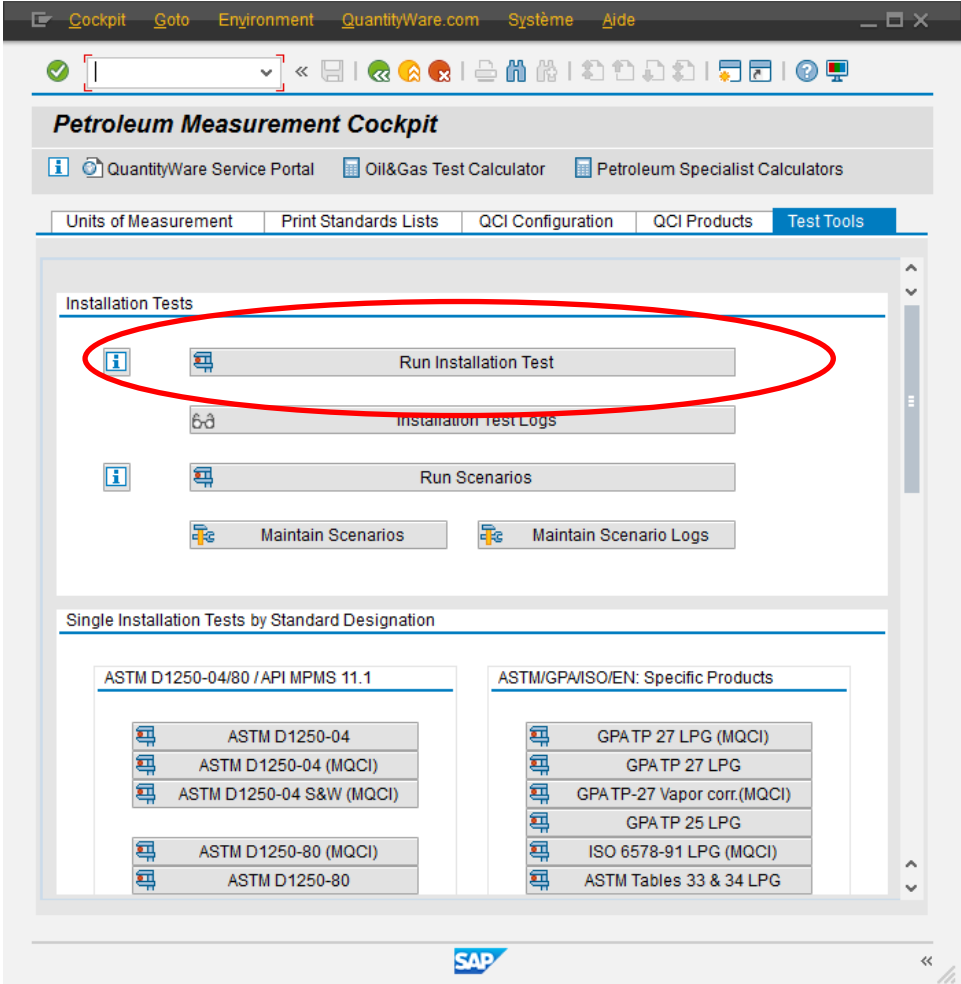 Cockpit Goto Environment QuantityWare.com Système Aide
Petroleum Measurement Cockpit
QuantityWare Service Portal Oil&Gas Test Calculator Petroleum Specialist Calculators
Units of Measurement Print Standards Lists QCI Configuration QCI Products Test Tools
Installation Tests
Run Installation Test
Installation Test Logs
Run Scenarios
Maintain Scenarios Maintain Scenario Logs
Single Installation Tests by Standard Designation
ASTM D1250-04/80 / API MPMS 11.1 ASTM/GPA/ISO/EN: Specific Products
ASTM D1250-04 GPA TP 27 LPG (MQCI)
ASTM D1250-04 (MQCI) GPA TP 27 LPG
ASTM D1250-04 S&W (MQCI) GPA TP-27 Vapor corr.(MQCI)
GPA TP 25 LPG
ASTM D1250-80 (MQCI) ISO 6578-91 LPG (MQCI)
ASTM D1250-80 ASTM Tables 33 & 34 LPG
SAP